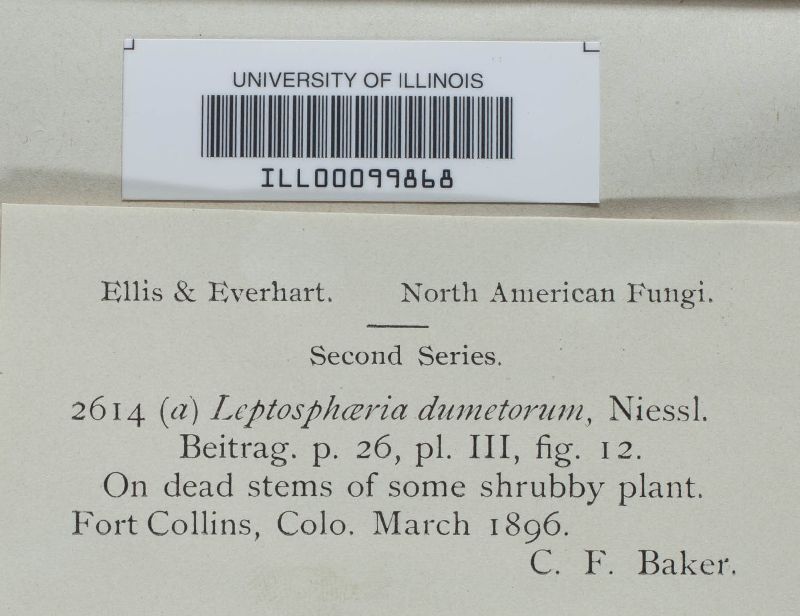 UNIVERSITY OF ILLINOIS
ILL00099868
Ellis & Everhart. North American Fungi.
Second Series.
2614 (a) Leptosphæria dumetorum, Niessl.
Beitrag. p. 26, pl. III, fig. 12.
On dead stems of some shrubby plant.
Fort Collins, Colo. March 1896.
C. F. Baker.